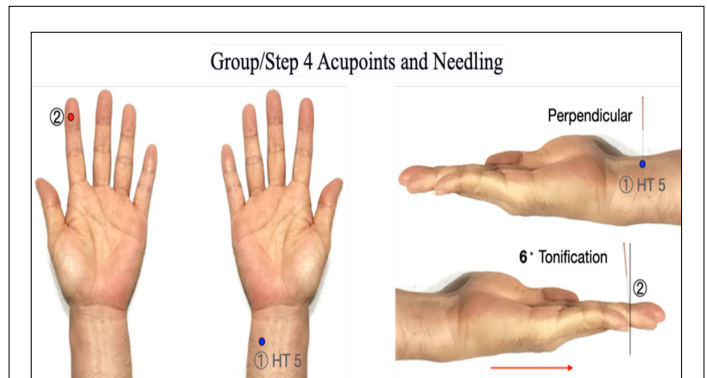 Group/Step 4 Acupoints and Needling
②
① HT 5
Perpendicular
① HT 5
6° Tonification
②